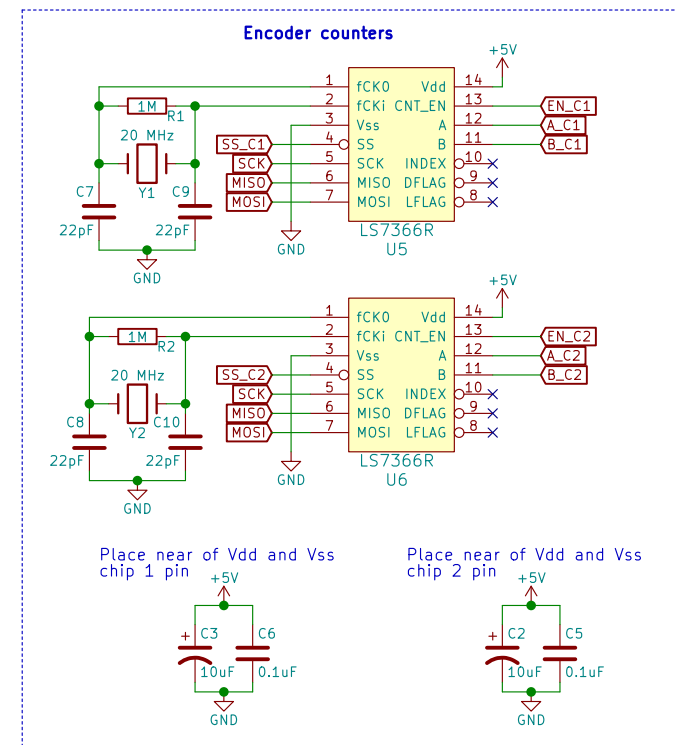 Encoder counters
+5V
1 fCKO Vdd 14
2 fCKi CNT_EN 13 EN_C1
3 Vss A 12 A_C1
SS_C1 4 SS B 11 B_C1
SCK 5 SCK INDEX 10
MISO 6 MISO DFLAG 9
MOSI 7 MOSI LFLAG 8
1M R1
20 MHz
Y1
C7 C9
22pF 22pF
GND
GND
LS7366R
U5
+5V
1 fCKO Vdd 14
2 fCKi CNT_EN 13 EN_C2
3 Vss A 12 A_C2
SS_C2 4 SS B 11 B_C2
SCK 5 SCK INDEX 10
MISO 6 MISO DFLAG 9
MOSI 7 MOSI LFLAG 8
1M R2
20 MHz
Y2
C8 C10
22pF 22pF
GND
GND
LS7366R
U6
Place near of Vdd and Vss
chip 1 pin
+5V
+ C3 C6
10uF 0.1uF
GND
Place near of Vdd and Vss
chip 2 pin
+5V
+ C2 C5
10uF 0.1uF
GND